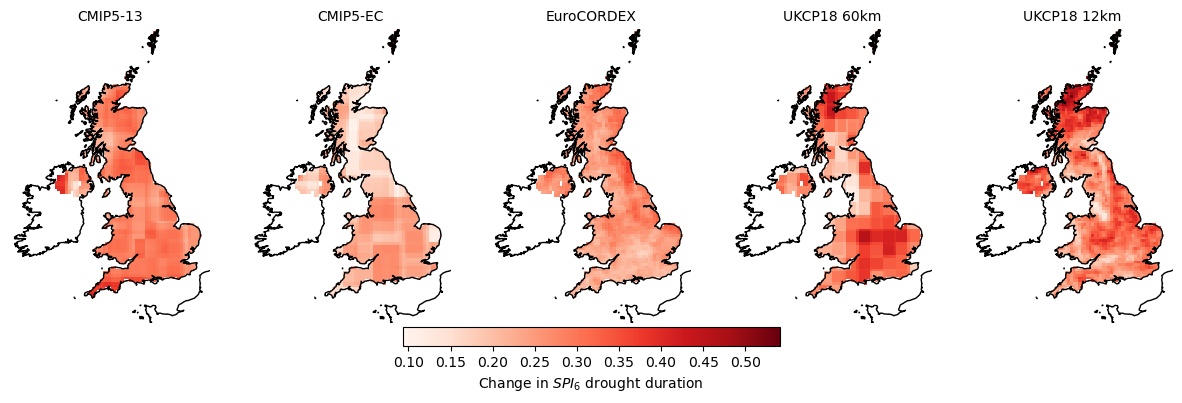 CMIP5-13 CMIP5-EC EuroCORDEX UKCP18 60km UKCP18 12km
0.10 0.15 0.20 0.25 0.30 0.35 0.40 0.45 0.50
Change in SPI6 drought duration